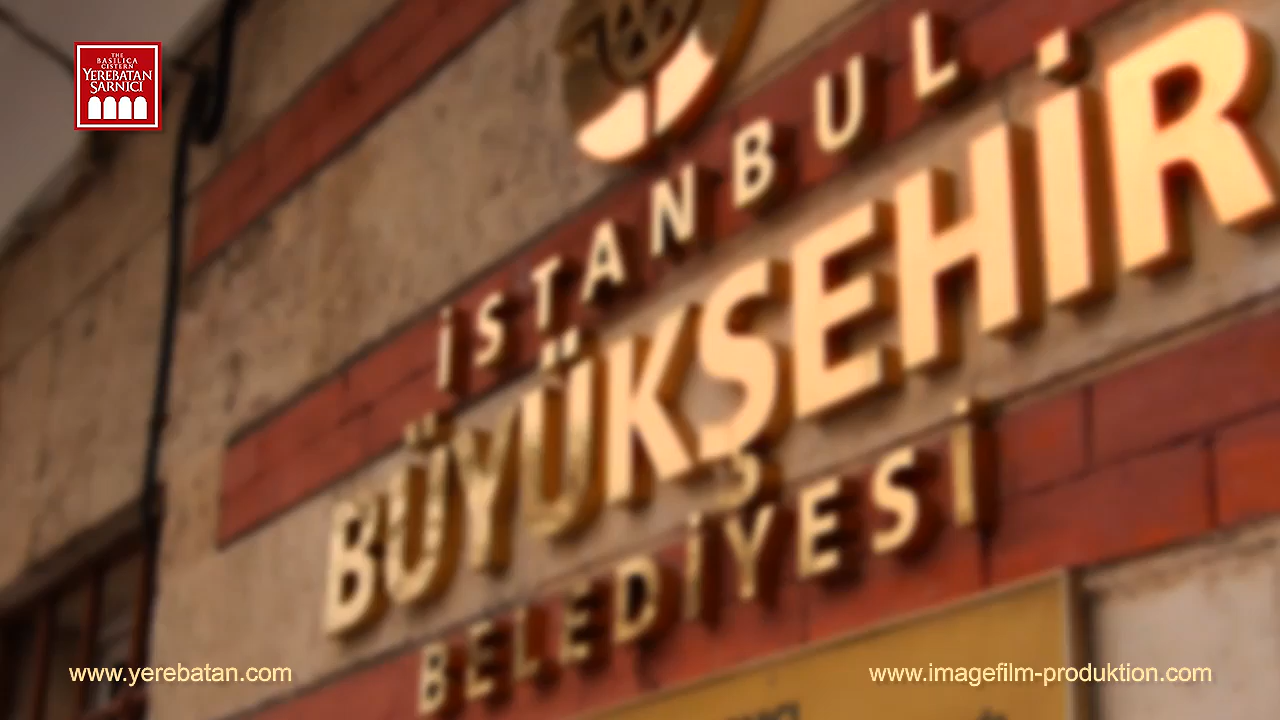 THE
BASILICA
CISTERN
YEREBATAN
SARNICI
İSTANBUL
BÜYÜKŞEHİR
BELEDİYESİ
www.yerebatan.com
www.imagefilm-produktion.com